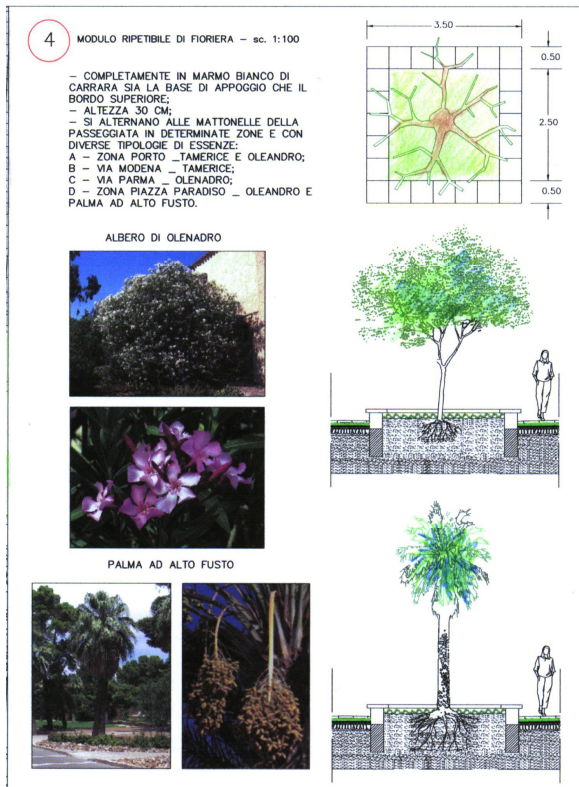 4
MODULO RIPETIBILE DI FIORIERA – sc. 1:100
– COMPLETAMENTE IN MARMO BIANCO DI
CARRARA SIA LA BASE DI APPOGGIO CHE IL
BORDO SUPERIORE;
– ALTEZZA 30 CM;
– SI ALTERNANO ALLE MATTONELLE DELLA
PASSEGGIATA IN DETERMINATE ZONE E CON
DIVERSE TIPOLOGIE DI ESSENZE:
A – ZONA PORTO _TAMERICE E OLEANDRO;
B – VIA MODENA _ TAMERICE;
C – VIA PARMA _ OLENADRO;
D – ZONA PIAZZA PARADISO _ OLEANDRO E
PALMA AD ALTO FUSTO.
3.50
0.50
2.50
0.50
ALBERO DI OLENADRO
PALMA AD ALTO FUSTO